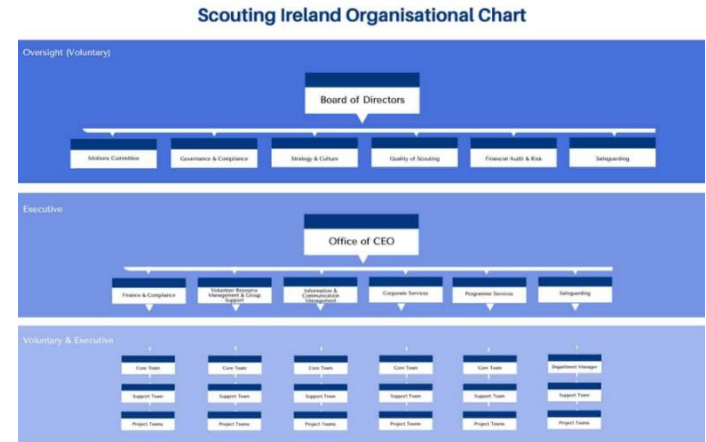 Scouting Ireland Organisational Chart
Oversight (Voluntary)
Board of Directors
Motions Committee
Governance & Compliance
Strategy & Culture
Quality of Scouting
Financial Audit & Risk
Safeguarding
Executive
Office of CEO
Finance & Compliance
Volunteer Resource
Management & Group
Support
Information &
Communication
Management
Corporate Services
Programme Services
Safeguarding
Voluntary & Executive
Core Team
Core Team
Core Team
Core Team
Core Team
Department Manager
Support Team
Support Team
Support Team
Support Team
Support Team
Support Team
Project Teams
Project Teams
Project Teams
Project Teams
Project Teams
Project Teams